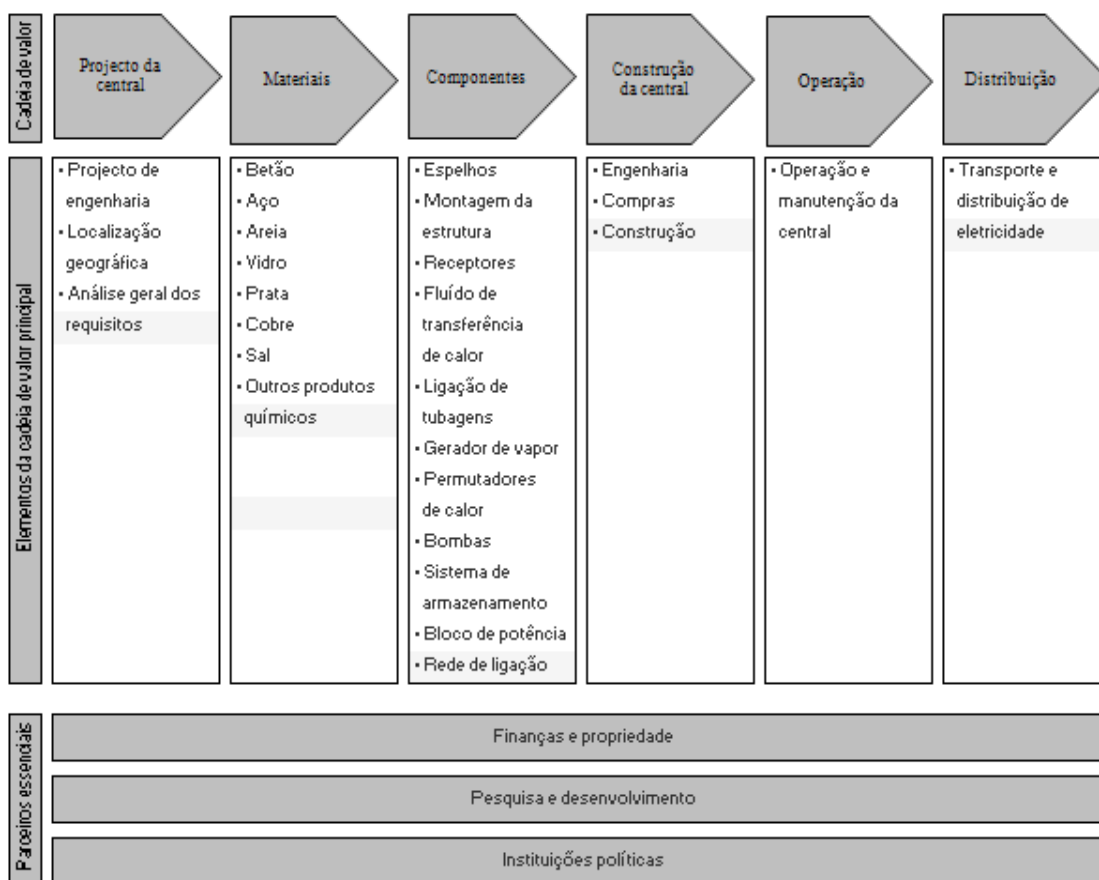 Cadeia de valor
Projecto da
central
Materiais
Componentes
Construção
da central
Operação
Distribuição
Elementos da cadeia de valor principal
• Projecto de
engenharia
• Localização
geográfica
• Análise geral dos
requisitos
• Betão
• Aço
• Areia
• Vidro
• Prata
• Cobre
• Sal
• Outros produtos
químicos
• Espelhos
• Montagem da
estrutura
• Receptores
• Fluído de
transferência
de calor
• Ligação de
tubagens
• Gerador de vapor
• Permutadores
de calor
• Bombas
• Sistema de
armazenamento
• Bloco de potência
• Rede de ligação
• Engenharia
• Compras
• Construção
• Operação e
manutenção da
central
• Transporte e
distribuição de
eletricidade
Parceiros essenciais
Finanças e propriedade
Pesquisa e desenvolvimento
Instituições políticas